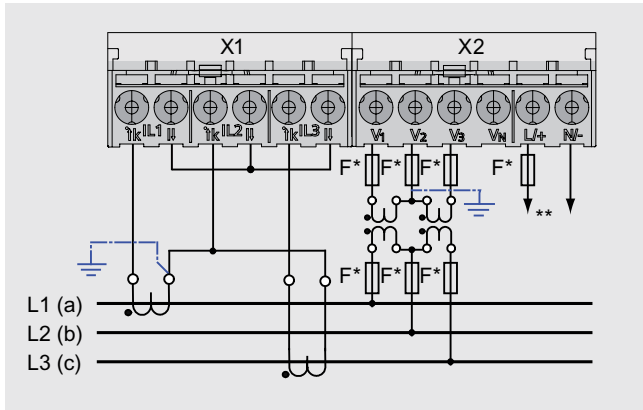 X1 X2
°k IL1 l↓ °k IL2 l↓ °k IL3 l↓ V1 V2 V3 VN L/+ N/-
F* F* F* F*
**
F* F* F*
L1 (a)
L2 (b)
L3 (c)